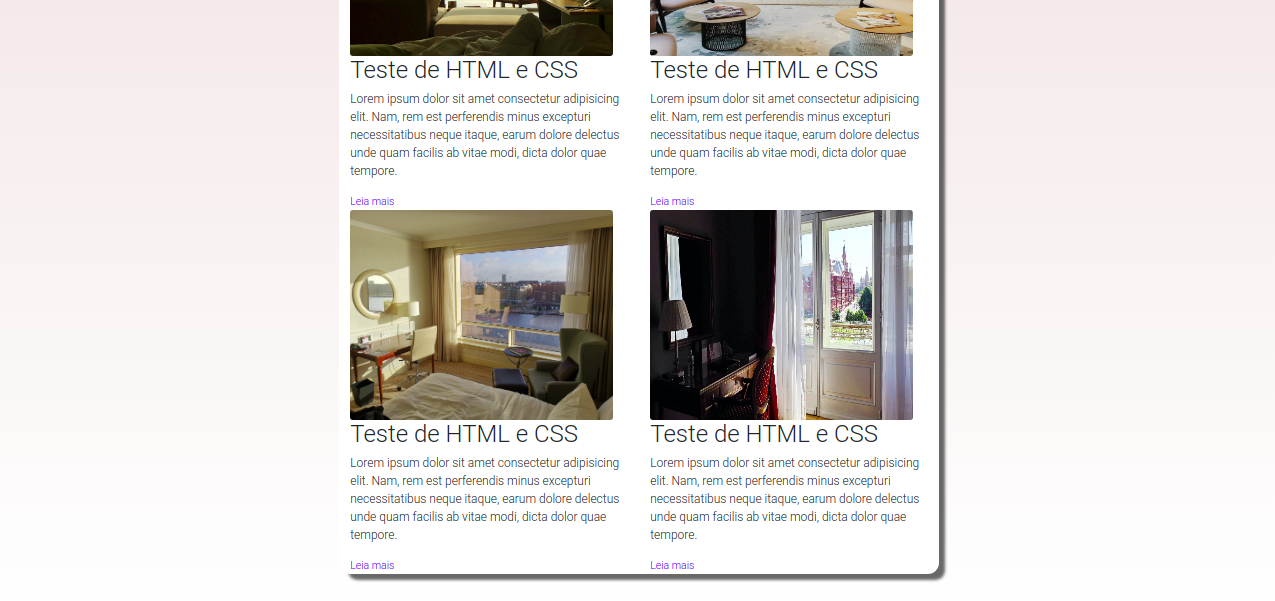 Teste de HTML e CSS
Lorem ipsum dolor sit amet consectetur adipisicing
elit. Nam, rem est perferendis minus excepturi
necessitatibus neque itaque, earum dolore delectus
unde quam facilis ab vitae modi, dicta dolor quae
tempore.
Leia mais
Teste de HTML e CSS
Lorem ipsum dolor sit amet consectetur adipisicing
elit. Nam, rem est perferendis minus excepturi
necessitatibus neque itaque, earum dolore delectus
unde quam facilis ab vitae modi, dicta dolor quae
tempore.
Leia mais
Teste de HTML e CSS
Lorem ipsum dolor sit amet consectetur adipisicing
elit. Nam, rem est perferendis minus excepturi
necessitatibus neque itaque, earum dolore delectus
unde quam facilis ab vitae modi, dicta dolor quae
tempore.
Leia mais
Teste de HTML e CSS
Lorem ipsum dolor sit amet consectetur adipisicing
elit. Nam, rem est perferendis minus excepturi
necessitatibus neque itaque, earum dolore delectus
unde quam facilis ab vitae modi, dicta dolor quae
tempore.
Leia mais